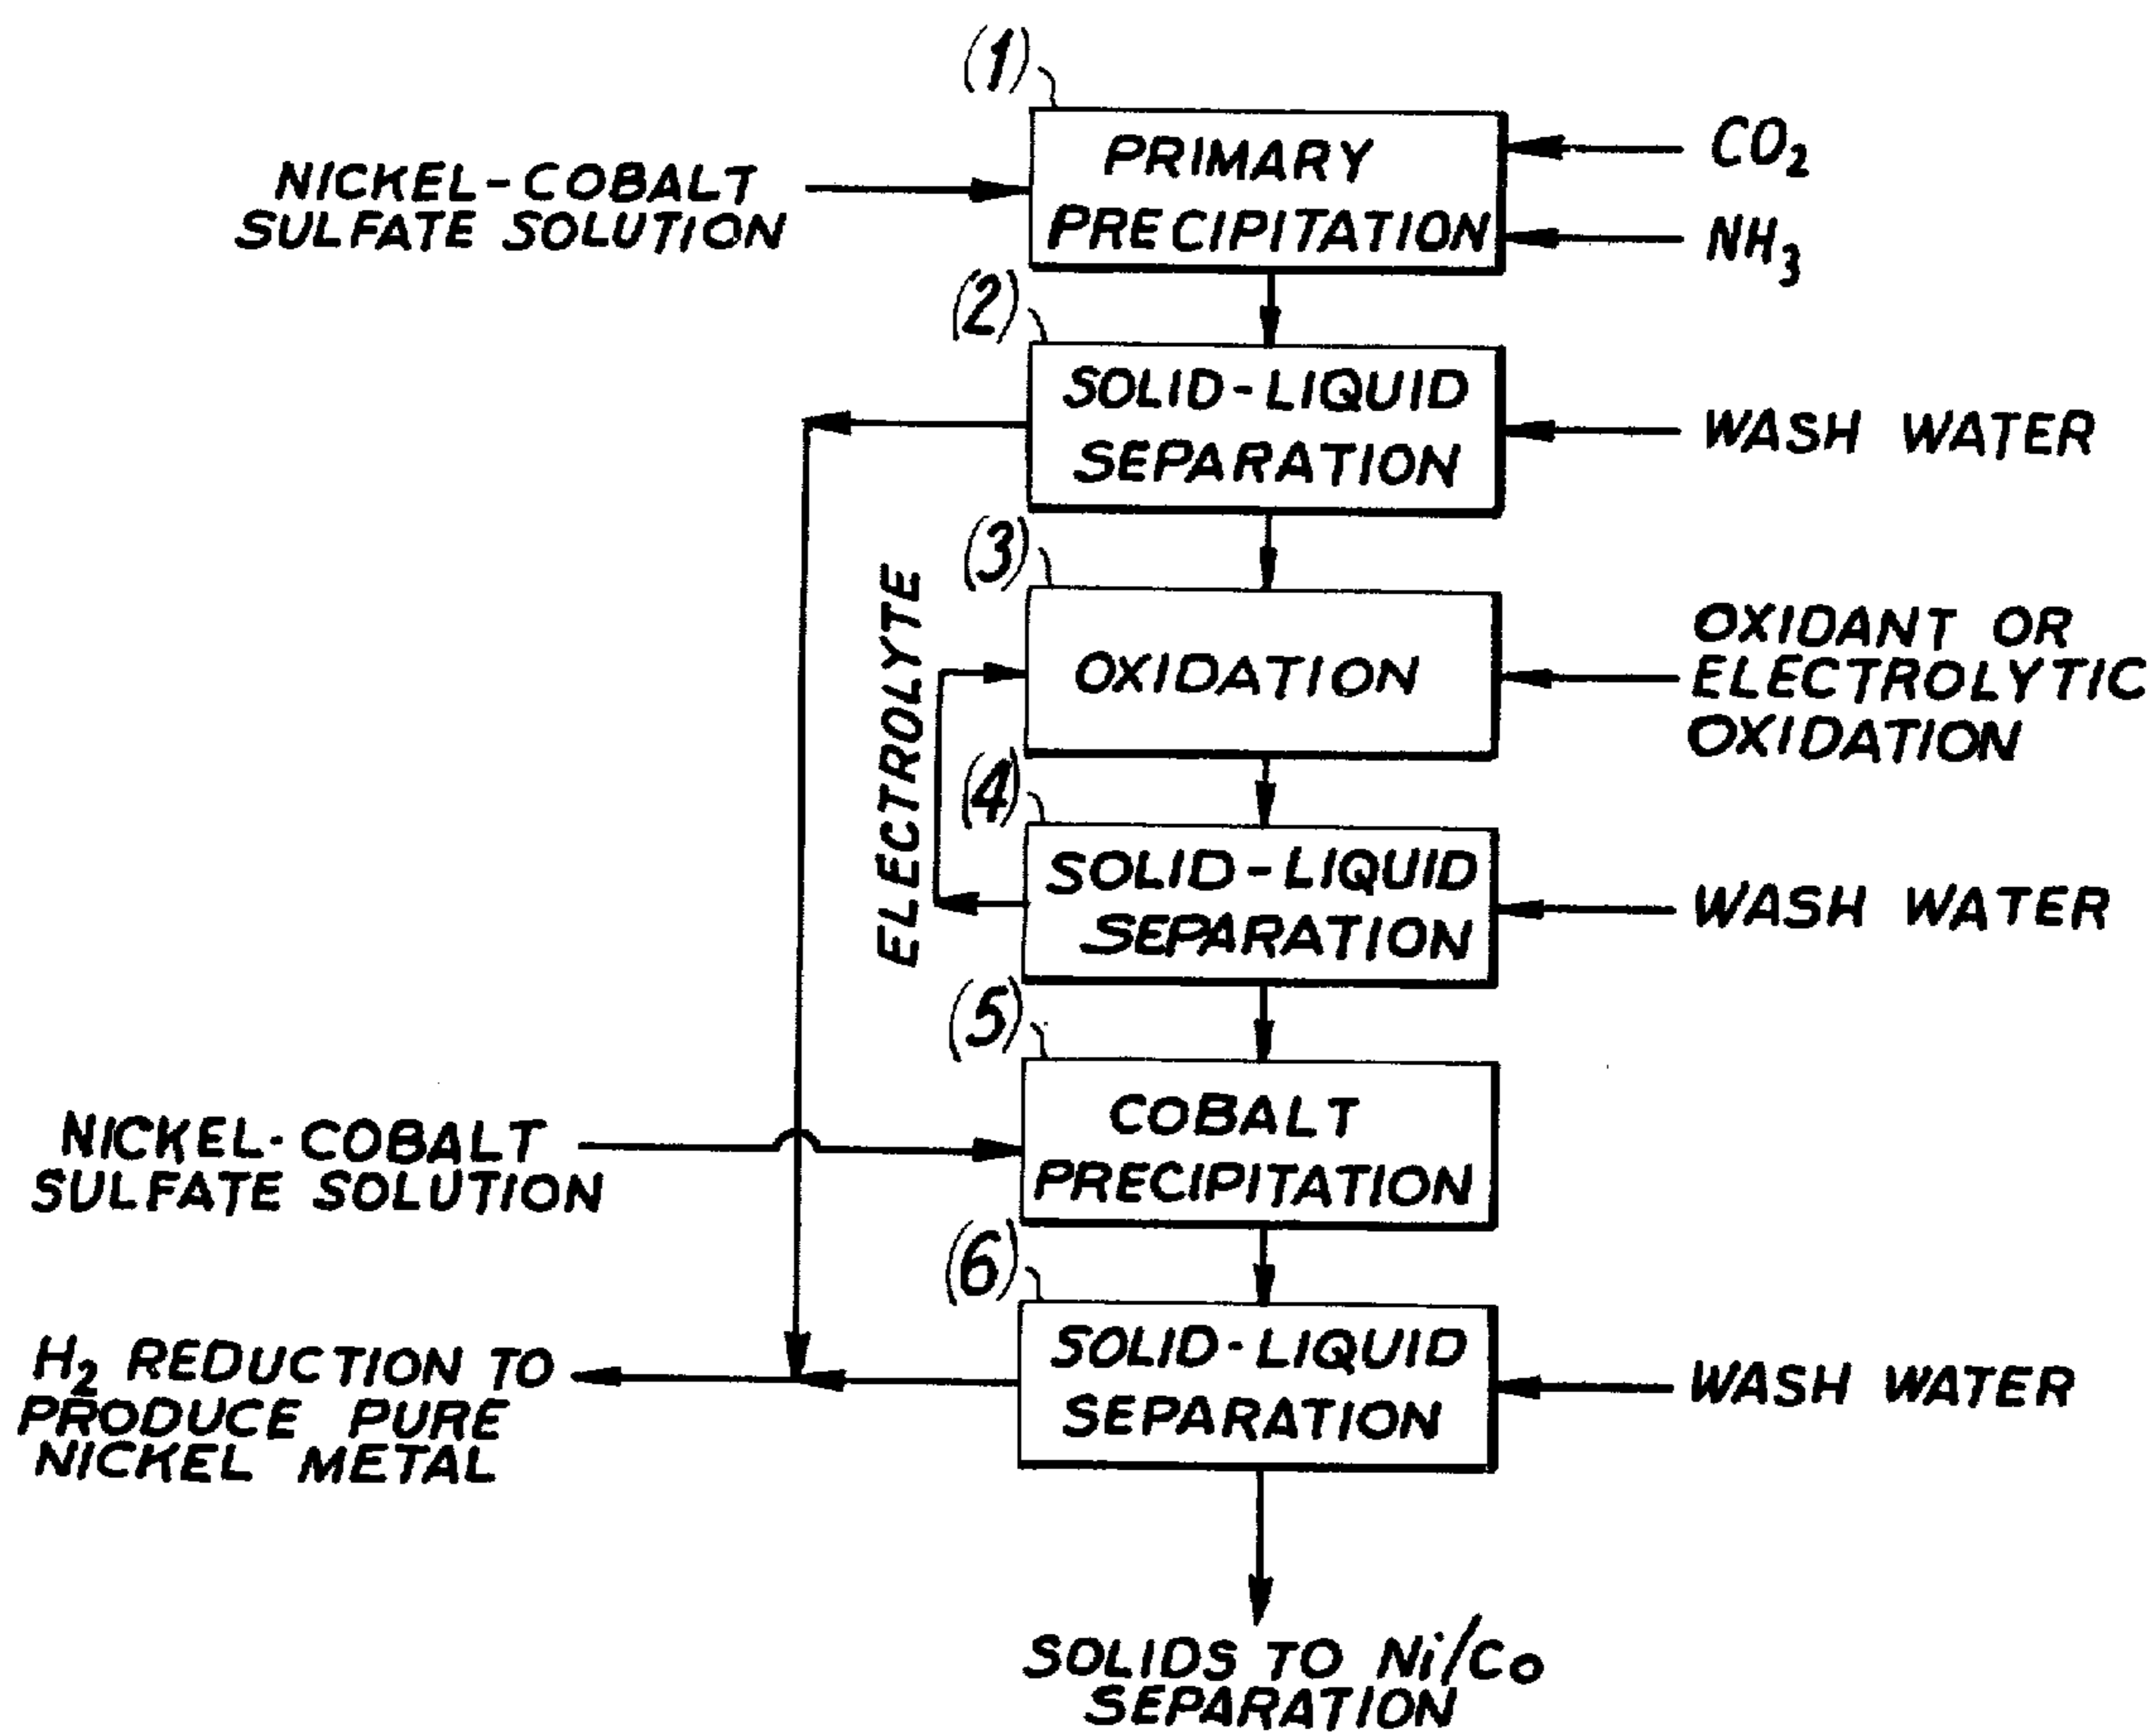 (1)
PRIMARY
PRECIPITATION
CO2
NH3
NICKEL-COBALT
SULFATE SOLUTION
(2)
SOLID-LIQUID
SEPARATION
WASH WATER
(3)
OXIDATION
OXIDANT OR
ELECTROLYTIC
OXIDATION
ELECTROLYTE
(4)
SOLID-LIQUID
SEPARATION
WASH WATER
(5)
COBALT
PRECIPITATION
NICKEL-COBALT
SULFATE SOLUTION
(6)
SOLID-LIQUID
SEPARATION
WASH WATER
H2 REDUCTION TO
PRODUCE PURE
NICKEL METAL
SOLIDS TO Ni/Co
SEPARATION